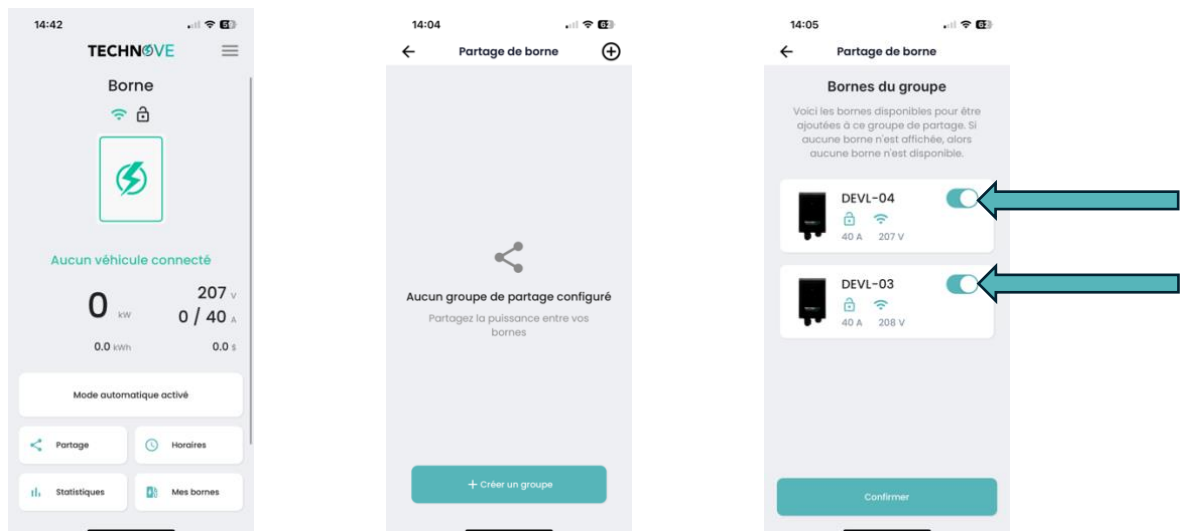 14:42
TECHNOVE
Borne
Aucun véhicule connecté
0 kW
207 V
0 / 40 A
0.0 kWh
0.0 $
Mode automatique activé
Partage
Horaires
Statistiques
Mes bornes
14:04
Partage de borne
Aucun groupe de partage configuré
Partagez la puissance entre vos
bornes
+ Créer un groupe
14:05
63
Partage de borne
Bornes du groupe
Voici les bornes disponibles pour être
ajoutées à ce groupe de partage. Si
aucune borne n'est affichée, alors
aucune borne n'est disponible.
DEVL-04
40 A 207 V
DEVL-03
40 A 208 V
Confirmer